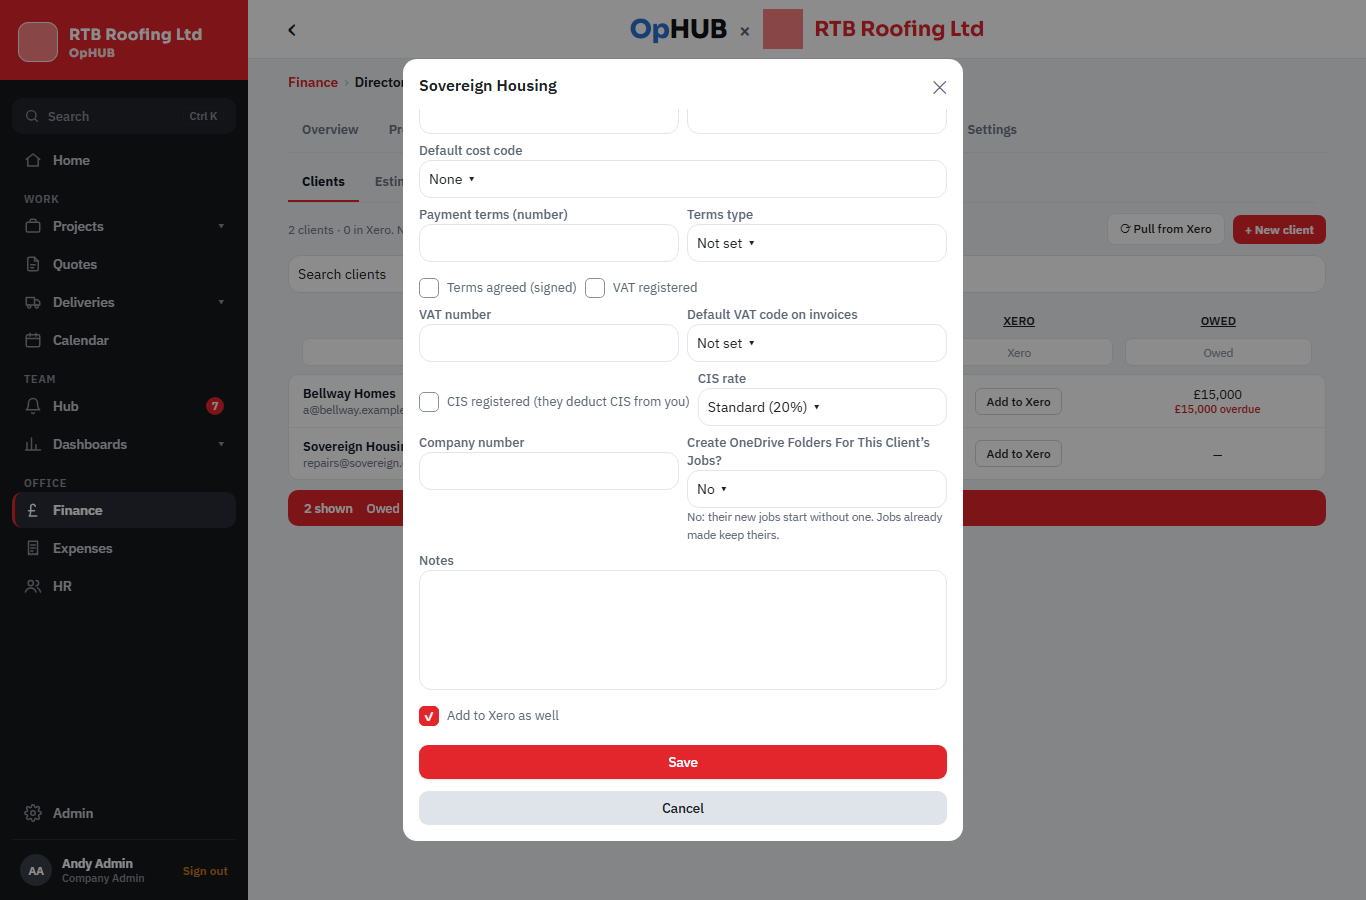 RTB Roofing Ltd
OpHUB
Search
Ctrl K
Home
WORK
Projects
Quotes
Deliveries
Calendar
TEAM
Hub
7
Dashboards
OFFICE
Finance
Expenses
HR
Admin
AA
Andy Admin
Company Admin
Sign out
OpHUB × RTB Roofing Ltd
Finance › Director
Overview
Pr
Settings
Clients
Estim
2 clients · 0 in Xero. N
Pull from Xero
+ New client
Search clients
XERO
OWED
Xero
Owed
Bellway Homes
a@bellway.example
Add to Xero
£15,000
£15,000 overdue
Sovereign Housin
repairs@sovereign.
Add to Xero
—
2 shown
Owed
Sovereign Housing
Default cost code
None
Payment terms (number)
Terms type
Not set
Terms agreed (signed)
VAT registered
VAT number
Default VAT code on invoices
Not set
CIS registered (they deduct CIS from you)
CIS rate
Standard (20%)
Company number
Create OneDrive Folders For This Client's
Jobs?
No
No: their new jobs start without one. Jobs already
made keep theirs.
Notes
Add to Xero as well
Save
Cancel